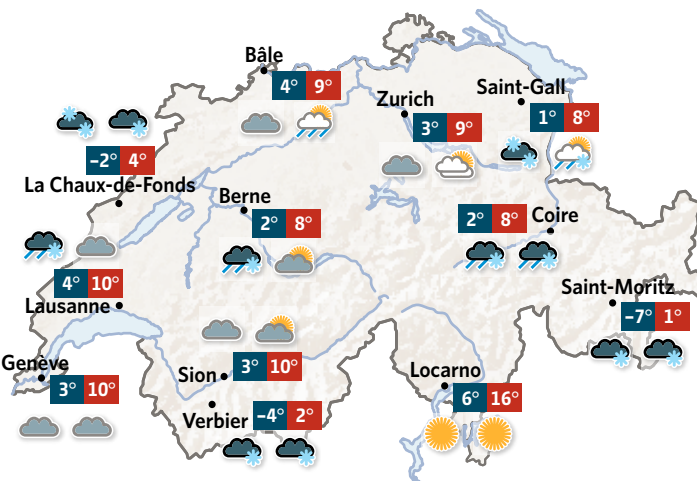 Bâle
4° 9°
Zurich
3° 9°
Saint-Gall
1° 8°
–2° 4°
La Chaux-de-Fonds
Berne
2° 8°
2° 8°
Coire
4° 10°
Lausanne
Saint-Moritz
–7° 1°
Genève
3° 10°
Sion
3° 10°
Verbier
–4° 2°
Locarno
6° 16°